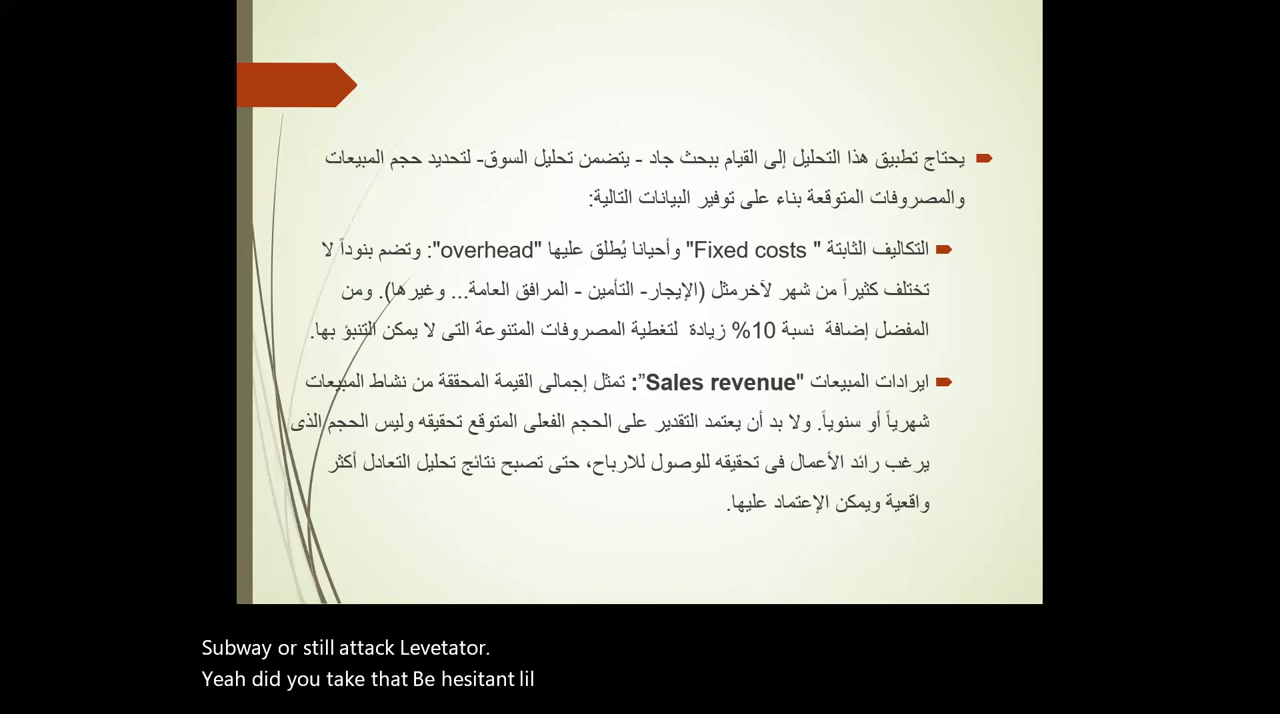 يحتاج تطبيق هذا التحليل إلى القيام ببحث جاد - يتضمن تحليل السوق- لتحديد حجم المبيعات
والمصروفات المتوقعة بناء على توفير البيانات التالية:
التكاليف الثابتة " Fixed costs" وأحيانا يُطلق عليها "overhead": وتضم بنوداً لا
تختلف كثيراً من شهر لآخرمثل (الإيجار- التأمين - المرافق العامة... وغيرها). ومن
المفضل إضافة نسبة 10% زيادة لتغطية المصروفات المتنوعة التى لا يمكن التنبؤ بها.
ايرادات المبيعات "Sales revenue”: تمثل إجمالى القيمة المحققة من نشاط المبيعات
شهرياً أو سنوياً. ولا بد أن يعتمد التقدير على الحجم الفعلى المتوقع تحقيقه وليس الحجم الذى
يرغب رائد الأعمال فى تحقيقه للوصول للارباح، حتى تصبح نتائج تحليل التعادل أكثر
واقعية ويمكن الإعتماد عليها.
Subway or still attack Levetator.
Yeah did you take that Be hesitant lil